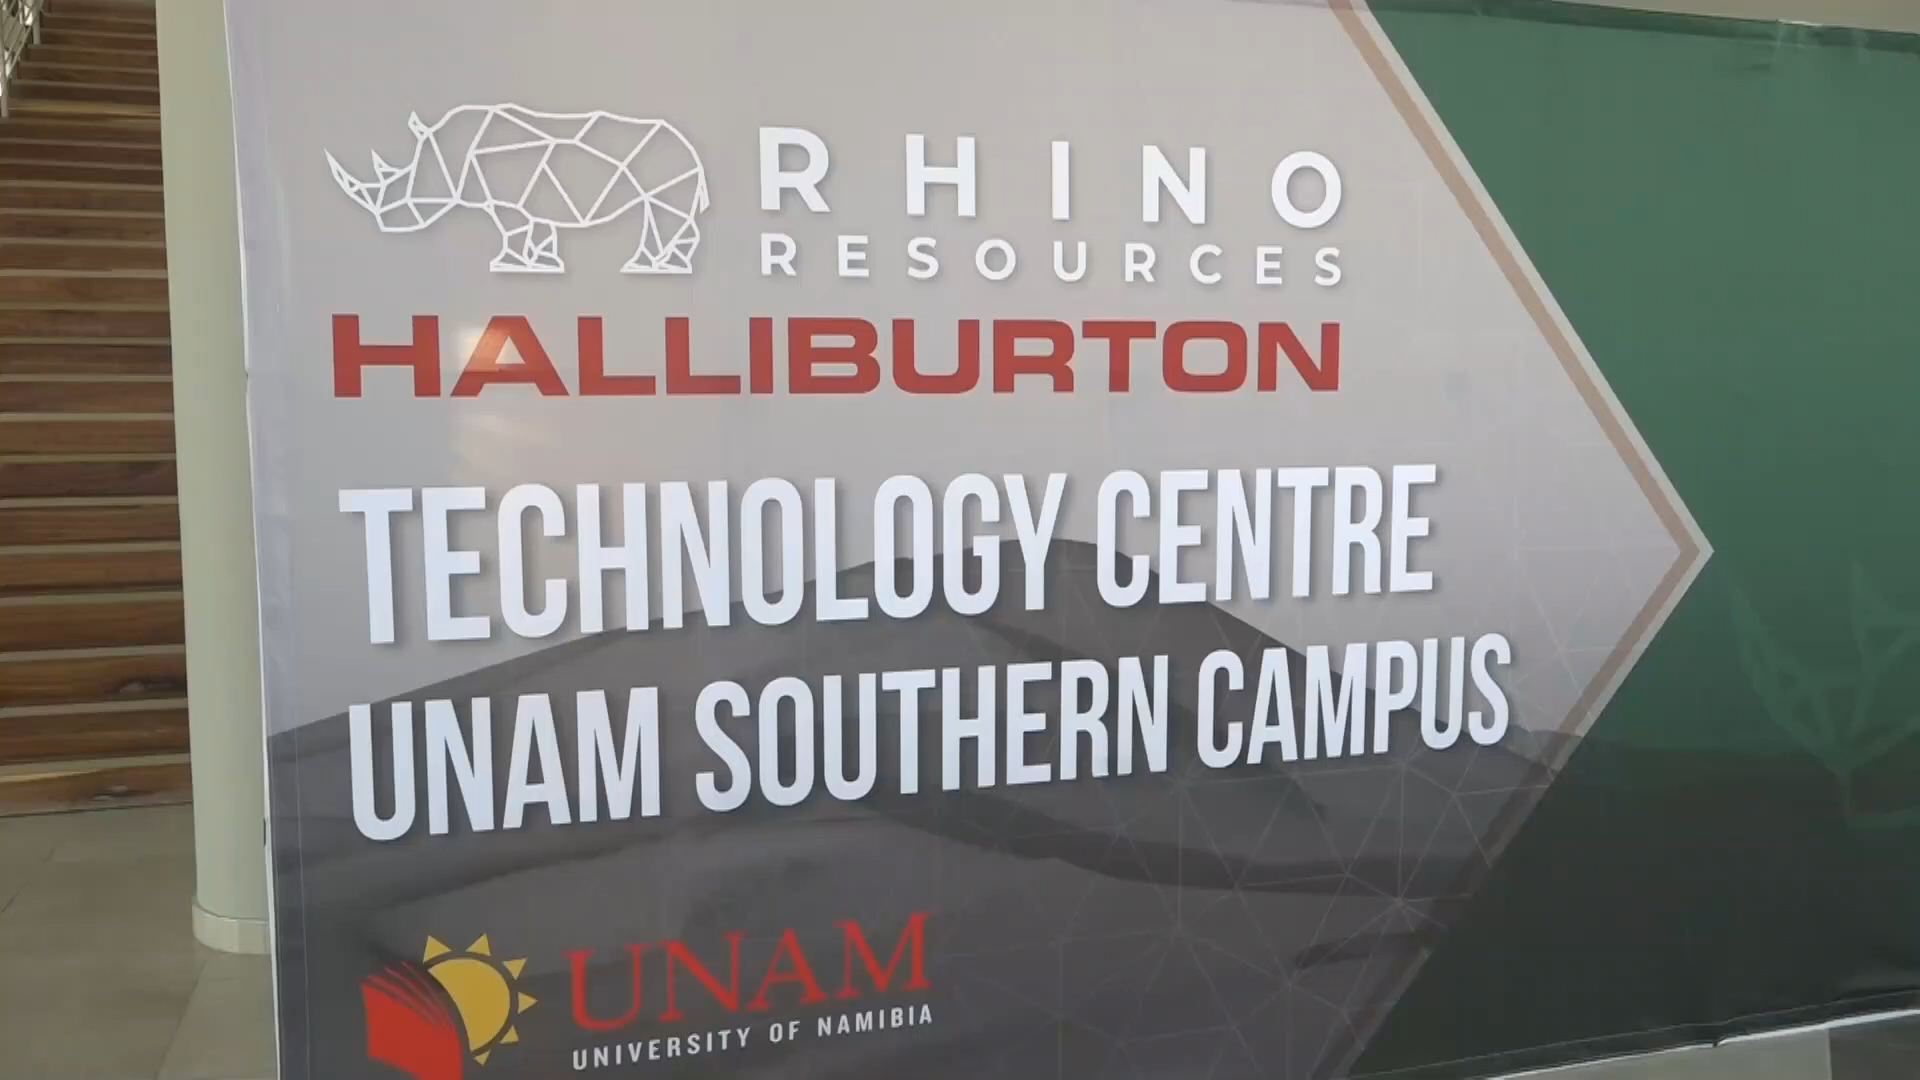 RHINO
RESOURCES
HALLIBURTON
TECHNOLOGY CENTRE
UNAM SOUTHERN CAMPUS
UNAM
UNIVERSITY OF NAMIBIA